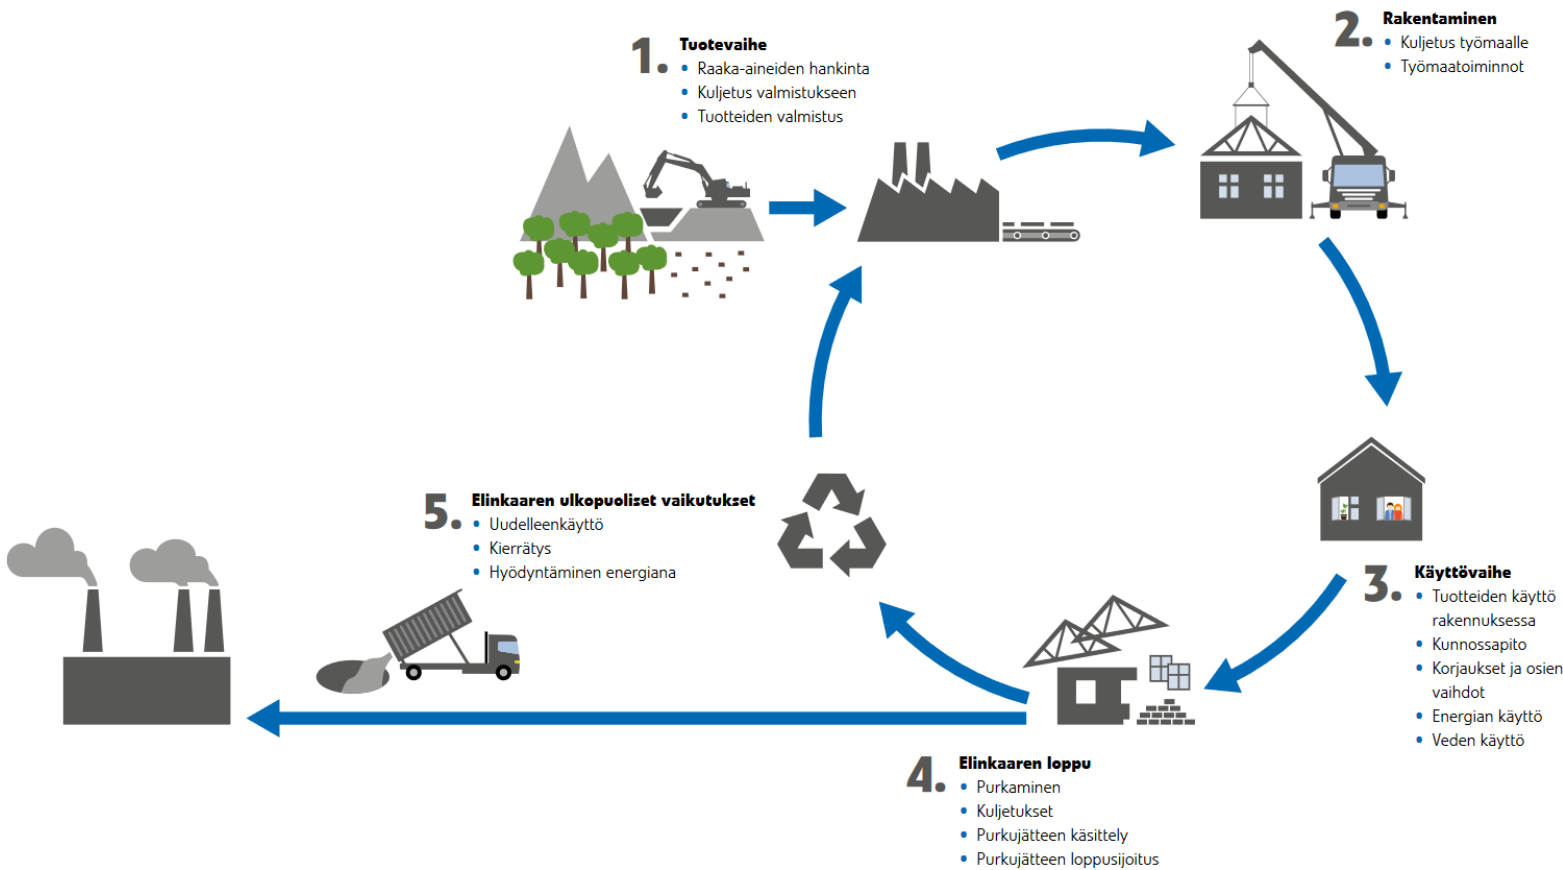 1.
Tuotevaihe
• Raaka-aineiden hankinta
• Kuljetus valmistukseen
• Tuotteiden valmistus
2.
Rakentaminen
• Kuljetus työmaalle
• Työmaatoiminnot
3.
Käyttövaihe
• Tuotteiden käyttö
rakennuksessa
• Kunnossapito
• Korjaukset ja osien
vaihdot
• Energian käyttö
• Veden käyttö
4.
Elinkaaren loppu
• Purkaminen
• Kuljetukset
• Purkujätteen käsittely
• Purkujätteen loppusijoitus
5.
Elinkaaren ulkopuoliset vaikutukset
• Uudelleenkäyttö
• Kierrätys
• Hyödyntäminen energiana